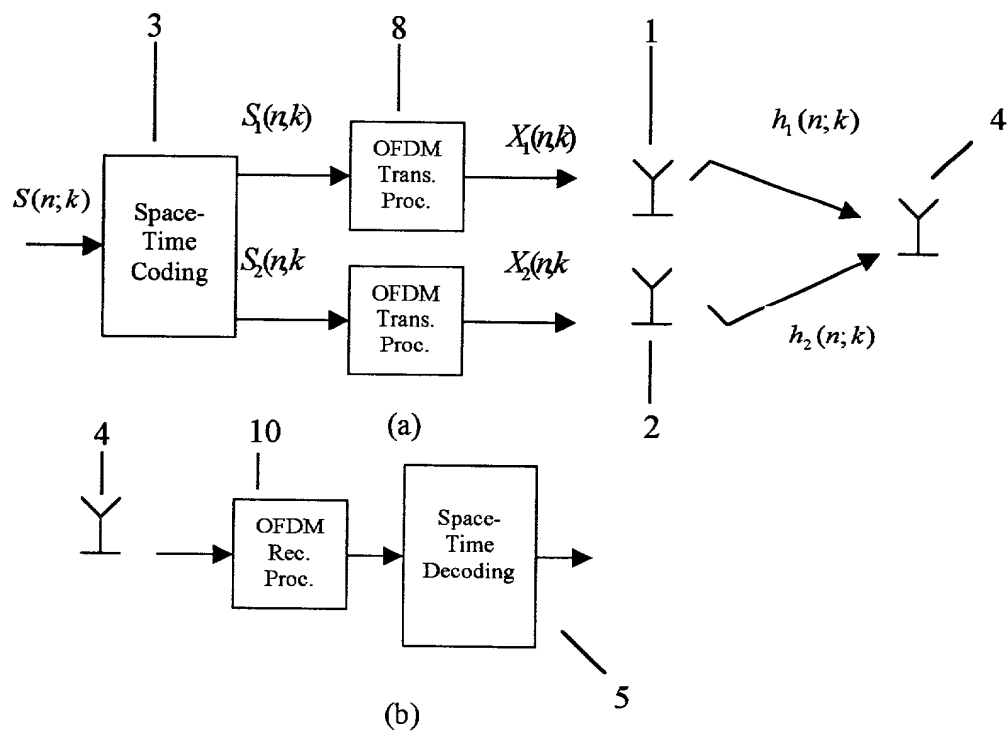 3
8
1
S₁(n,k)
X₁(n,k)
h₁(n;k)
4
OFDM
Trans.
Proc.
S(n;k)
Space-
Time
Coding
S₂(n,k
X₂(n,k
OFDM
Trans.
Proc.
h₂(n;k)
(a)
2
4
10
OFDM
Rec.
Proc.
Space-
Time
Decoding
5
(b)